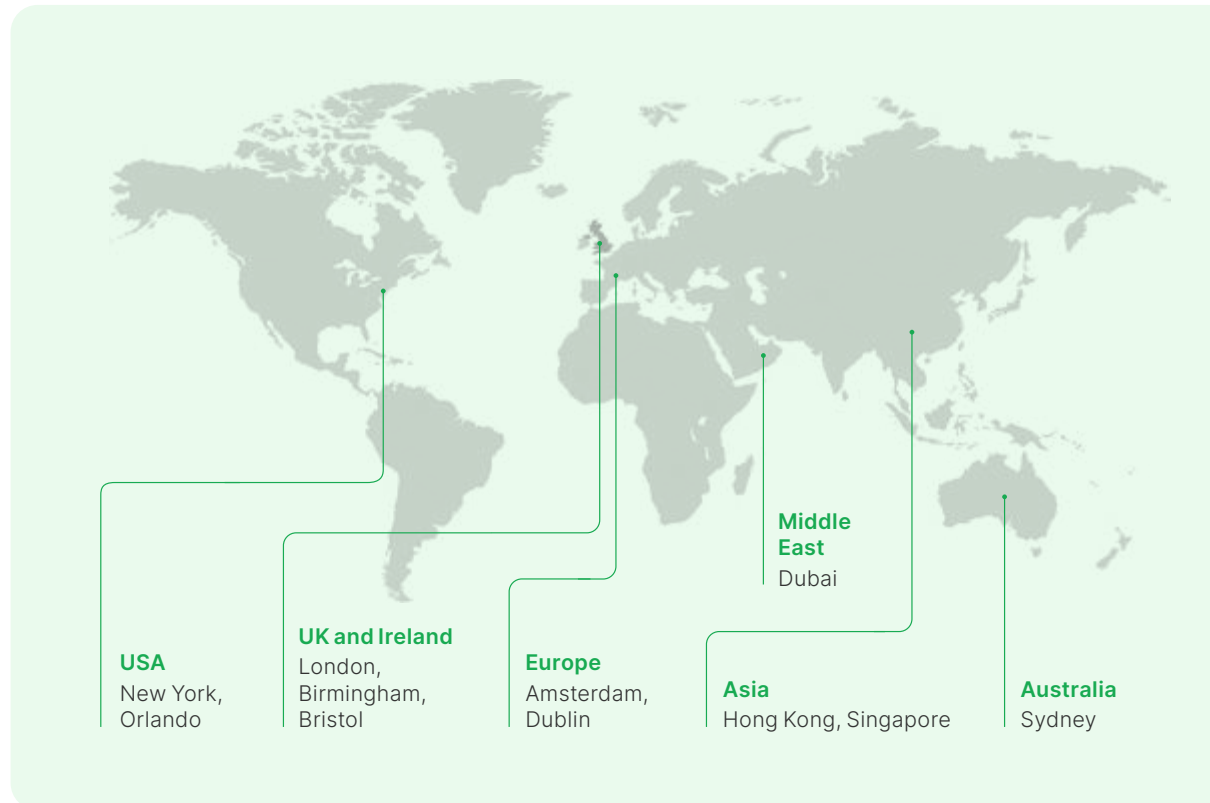 USA
New York,
Orlando
UK and Ireland
London,
Birmingham,
Bristol
Europe
Amsterdam,
Dublin
Middle
East
Dubai
Asia
Hong Kong, Singapore
Australia
Sydney